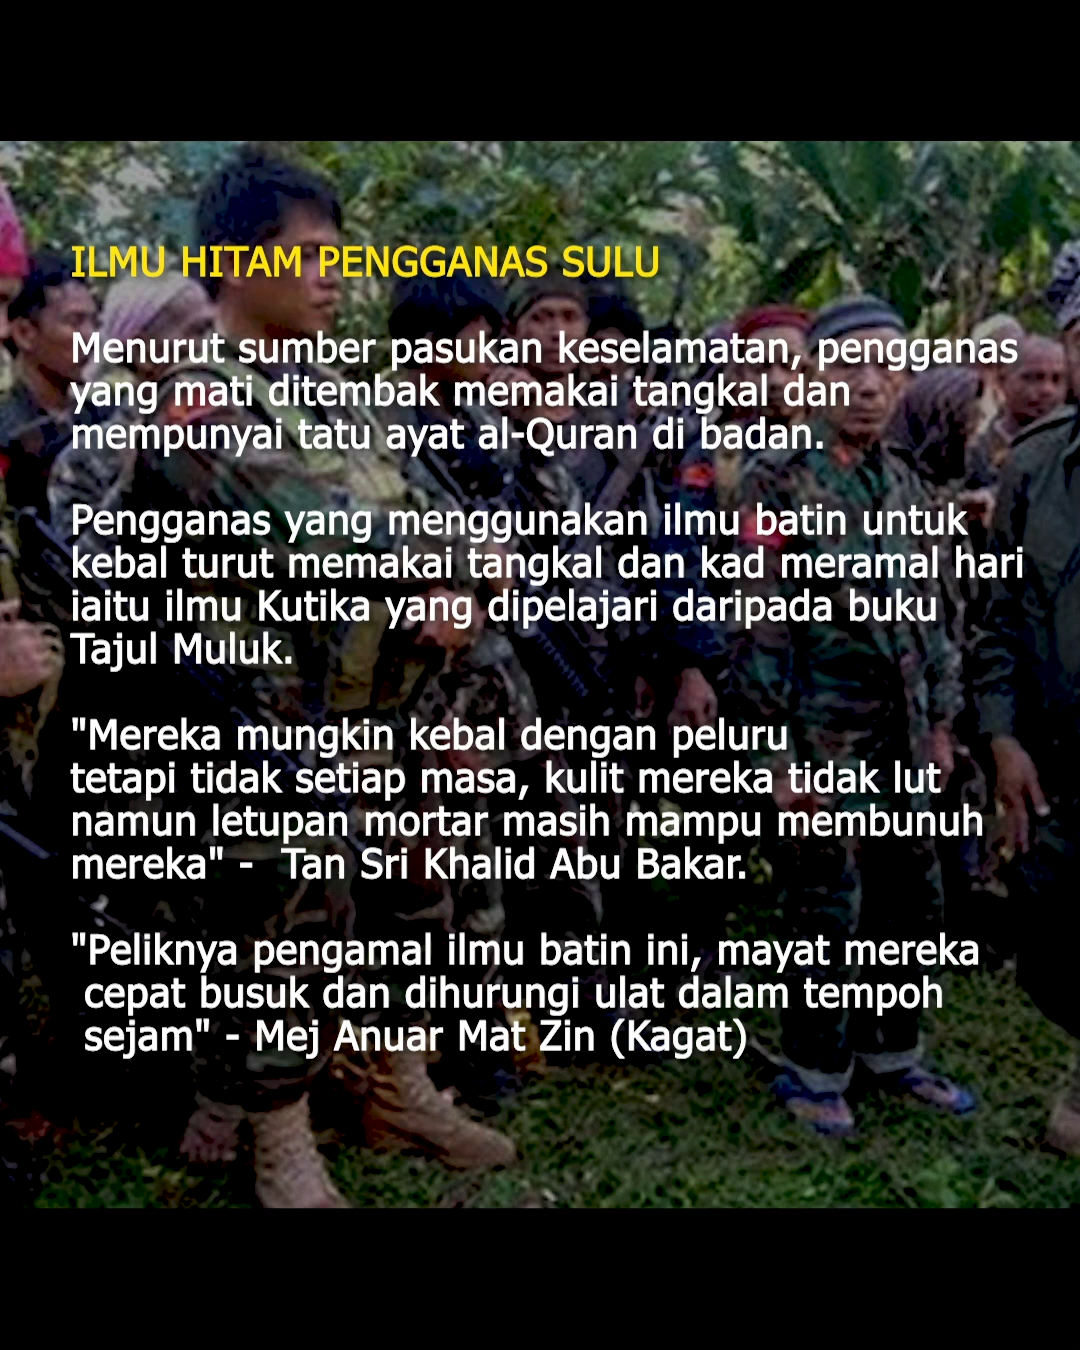 ILMU HITAM PENGGANAS SULU
Menurut sumber pasukan keselamatan, pengganas
yang mati ditembak memakai tangkal dan
mempunyai tatu ayat al-Quran di badan.
Pengganas yang menggunakan ilmu batin untuk
kebal turut memakai tangkal dan kad meramal hari
iaitu ilmu Kutika yang dipelajari daripada buku
Tajul Muluk.
"Mereka mungkin kebal dengan peluru
tetapi tidak setiap masa, kulit mereka tidak lut
namun letupan mortar masih mampu membunuh
mereka" - Tan Sri Khalid Abu Bakar.
"Peliknya pengamal ilmu batin ini, mayat mereka
cepat busuk dan dihurungi ulat dalam tempoh
sejam" - Mej Anuar Mat Zin (Kagat)